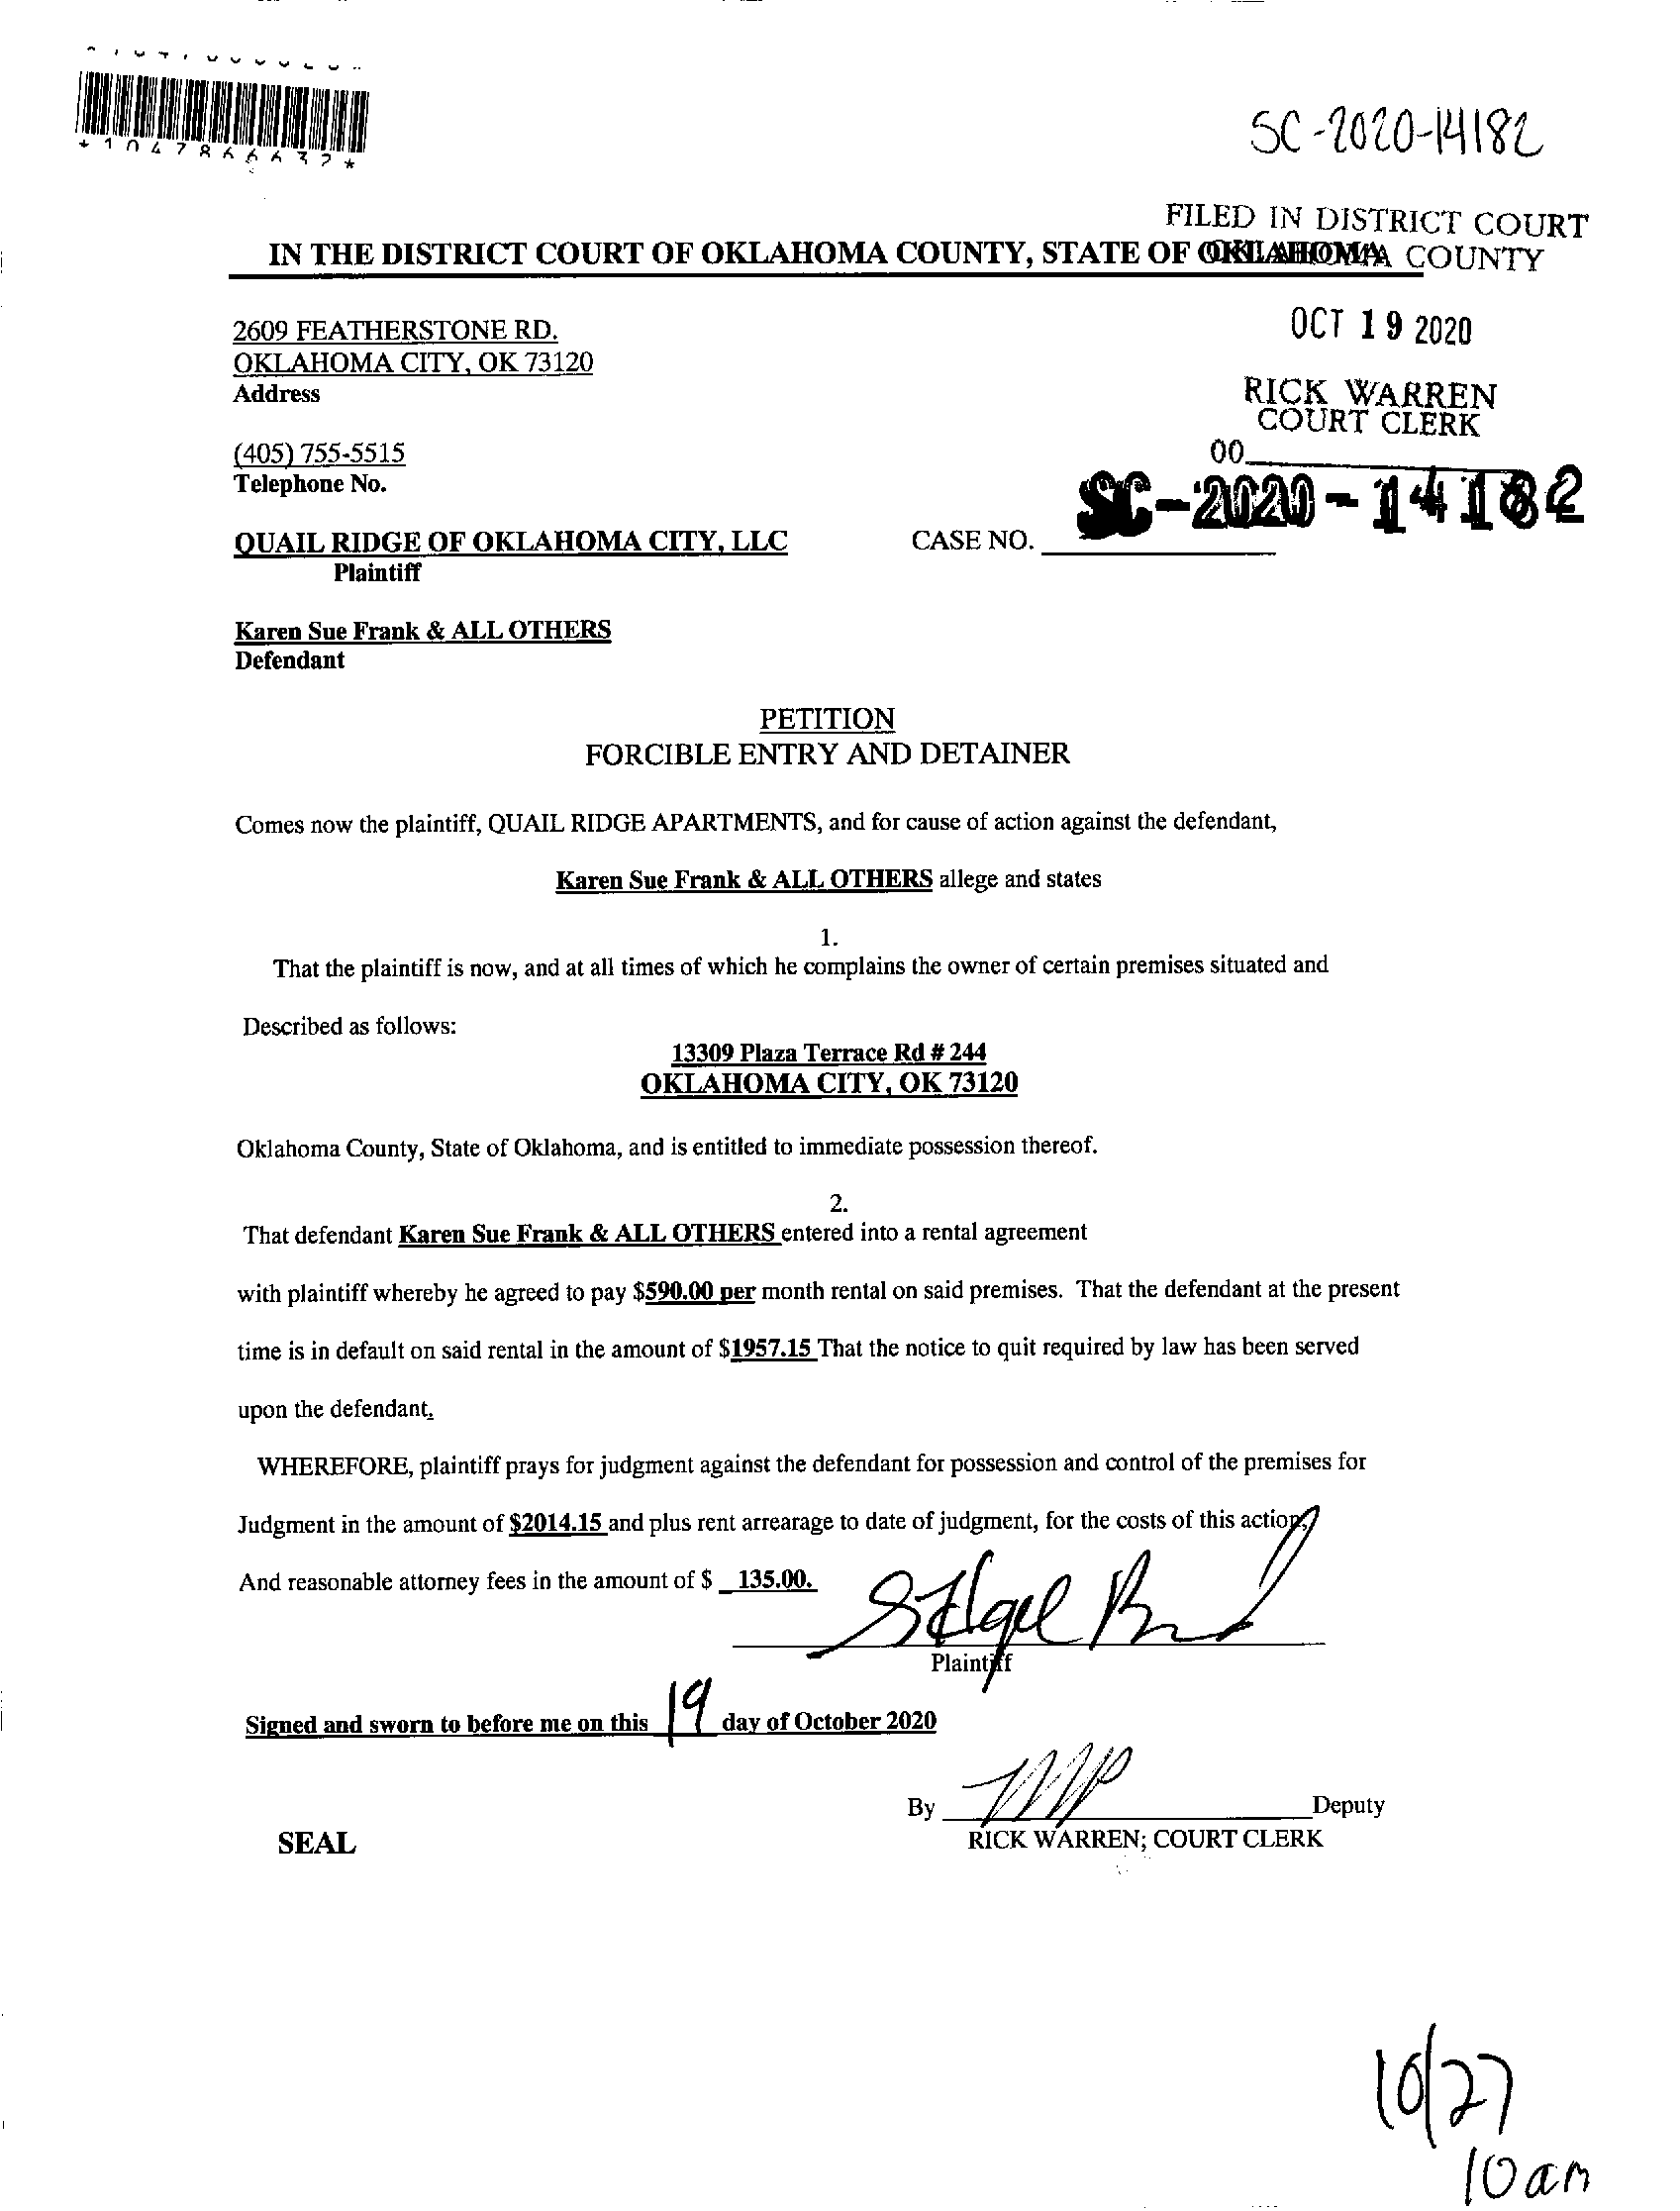 *1047866637*
SC-2020-14182
FILED IN DISTRICT COURT
OKLAHOMA COUNTY
IN THE DISTRICT COURT OF OKLAHOMA COUNTY, STATE OF OKLAHOMA
2609 FEATHERSTONE RD.
OCT 19 2020
OKLAHOMA CITY, OK 73120
Address
RICK WARREN
COURT CLERK
(405) 755-5515
00
Telephone No.
SC-2020-14182
QUAIL RIDGE OF OKLAHOMA CITY, LLC CASE NO.
Plaintiff
Karen Sue Frank & ALL OTHERS
Defendant
PETITION
FORCIBLE ENTRY AND DETAINER
Comes now the plaintiff, QUAIL RIDGE APARTMENTS, and for cause of action against the defendant,
Karen Sue Frank & ALL OTHERS allege and states
1.
That the plaintiff is now, and at all times of which he complains the owner of certain premises situated and
Described as follows:
13309 Plaza Terrace Rd # 244
OKLAHOMA CITY, OK 73120
Oklahoma County, State of Oklahoma, and is entitled to immediate possession thereof.
2.
That defendant Karen Sue Frank & ALL OTHERS entered into a rental agreement
with plaintiff whereby he agreed to pay $590.00 per month rental on said premises. That the defendant at the present
time is in default on said rental in the amount of $1957.15 That the notice to quit required by law has been served
upon the defendant.
WHEREFORE, plaintiff prays for judgment against the defendant for possession and control of the premises for
Judgment in the amount of $2014.15 and plus rent arrearage to date of judgment, for the costs of this action,
And reasonable attorney fees in the amount of $ 135.00.
Plaintiff
Signed and sworn to before me on this 19 day of October 2020
By Deputy
SEAL RICK WARREN; COURT CLERK
10/27
10 am